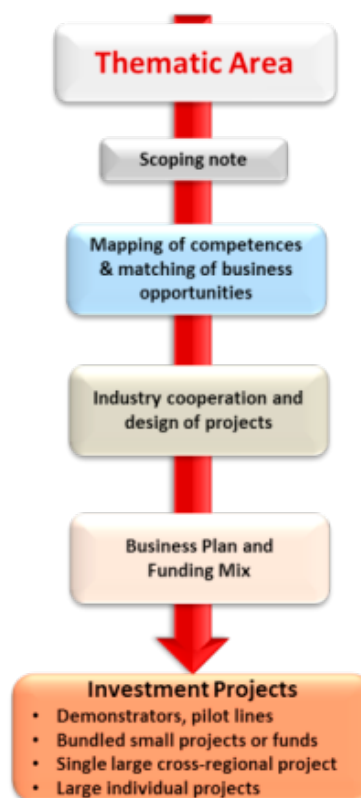 Thematic Area
Scoping note
Mapping of competences
& matching of business
opportunities
Industry cooperation and
design of projects
Business Plan and
Funding Mix
Investment Projects
• Demonstrators, pilot lines
• Bundled small projects or funds
• Single large cross-regional project
• Large individual projects